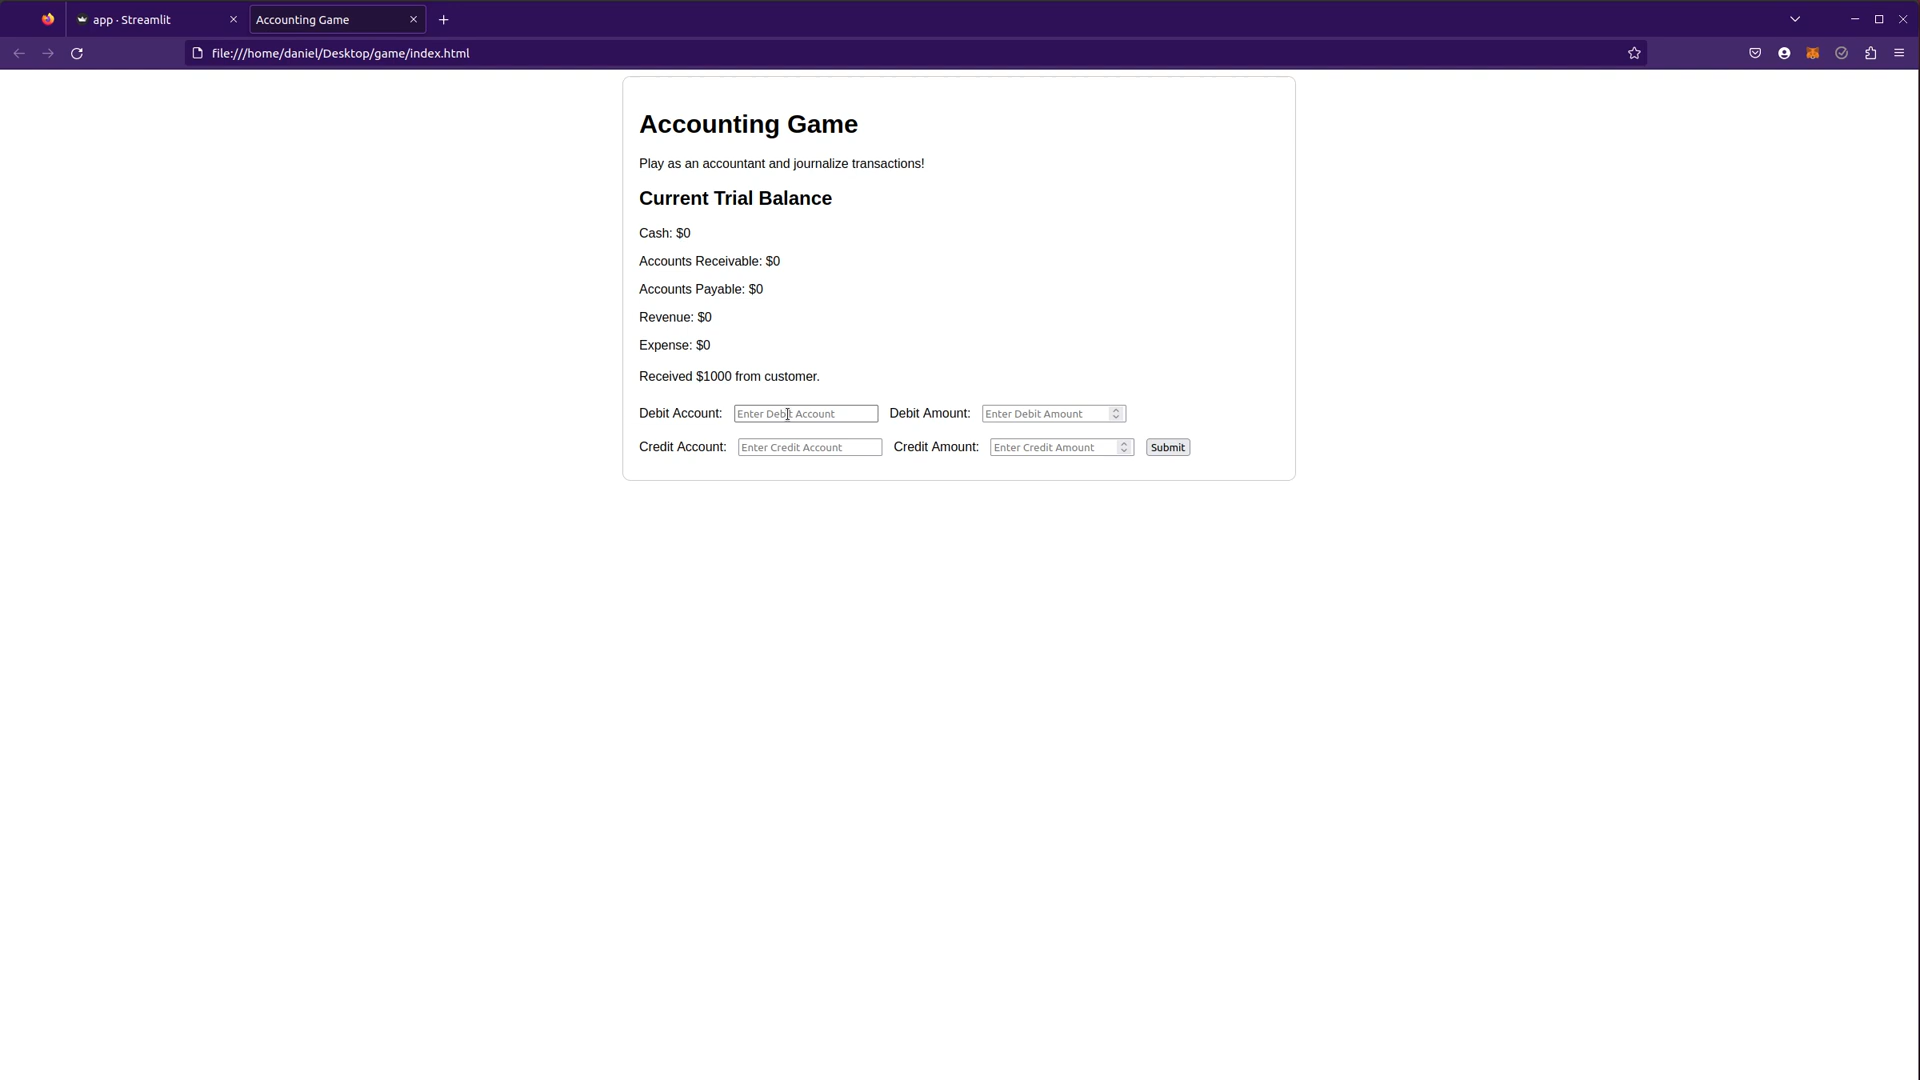 app · Streamlit
Accounting Game
file:///home/daniel/Desktop/game/index.html
Accounting Game
Play as an accountant and journalize transactions!
Current Trial Balance
Cash: $0
Accounts Receivable: $0
Accounts Payable: $0
Revenue: $0
Expense: $0
Received $1000 from customer.
Debit Account: Enter Debit Account Debit Amount: Enter Debit Amount
Credit Account: Enter Credit Account Credit Amount: Enter Credit Amount Submit